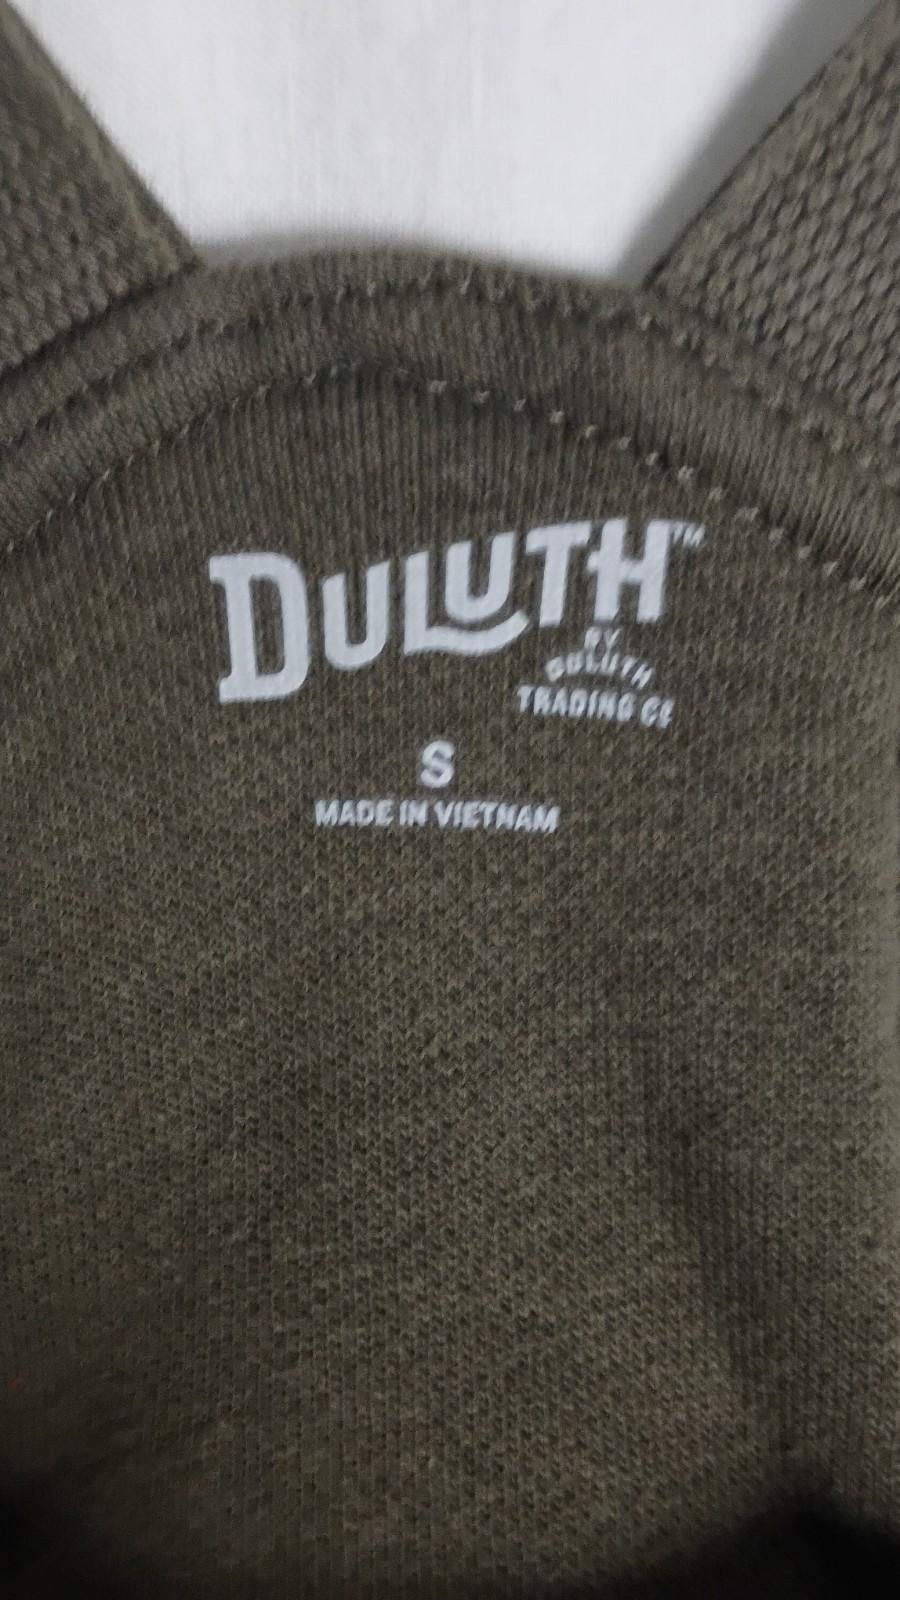 DULUTH™
BY
DULUTH
TRADING CO
S
MADE IN VIETNAM